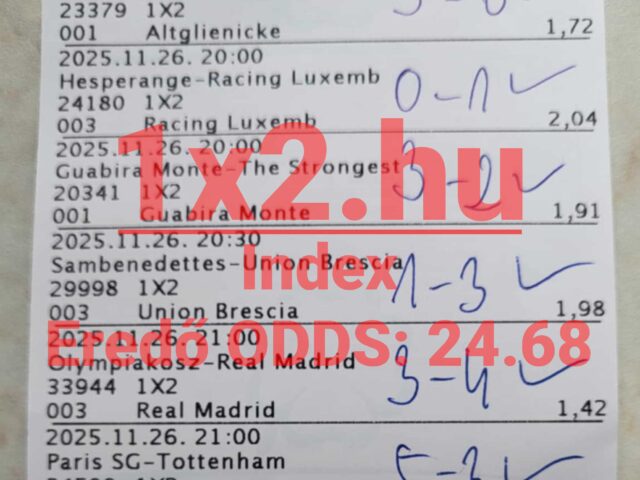 23379 1X2
001 Altglienicke 1,72
2025.11.26. 20:00
Hesperange-Racing Luxemb 0-1
24180 1X2
003 Racing Luxemb 2,04
2025.11.26. 20:00
Guabira Monte-The Strongest 3-2
20341 1X2
001 Guabira Monte 1,91
1x2.hu
2025.11.26. 20:30
Index
Sambenedettes-Union Brescia 1-3
29998 1X2
003 Union Brescia 1,98
Eredő ODDS: 24.68
2025.11.26. 21:00
Olympiakosz-Real Madrid 3-4
33944 1X2
003 Real Madrid 1,42
2025.11.26. 21:00
Paris SG-Tottenham 5-3